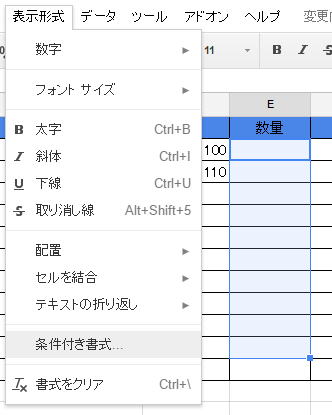 表示形式 データ ツール アドオン ヘルプ 変更
数字
11 B I S
フォント サイズ
E
B 太字 Ctrl+B
数量
I 斜体 Ctrl+I
100
U 下線 Ctrl+U
110
S 取り消し線 Alt+Shift+5
配置
セルを結合
テキストの折り返し
条件付き書式...
書式をクリア Ctrl+\